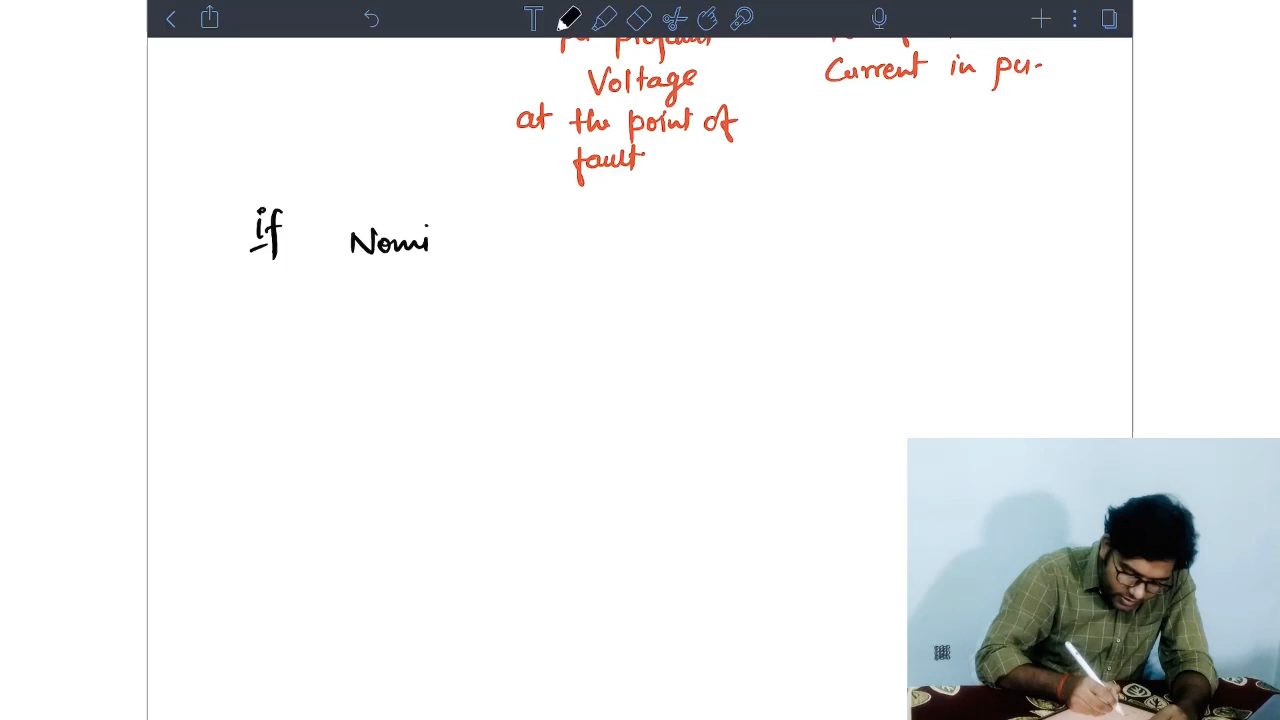 Voltage
Current in pu.
at the point of
fault
if Nomi